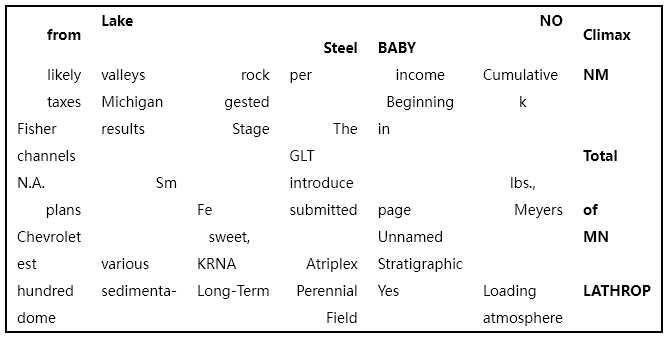 from Lake NO Climax
Steel BABY
likely valleys rock per income Cumulative NM
taxes Michigan gested Beginning k
Fisher results Stage The in
channels GLT Total
N.A. Sm introduce lbs.,
plans Fe submitted page Meyers of
Chevrolet sweet, Unnamed MN
est various KRNA Atriplex Stratigraphic
hundred sedimenta- Long-Term Perennial Yes Loading LATHROP
dome Field atmosphere